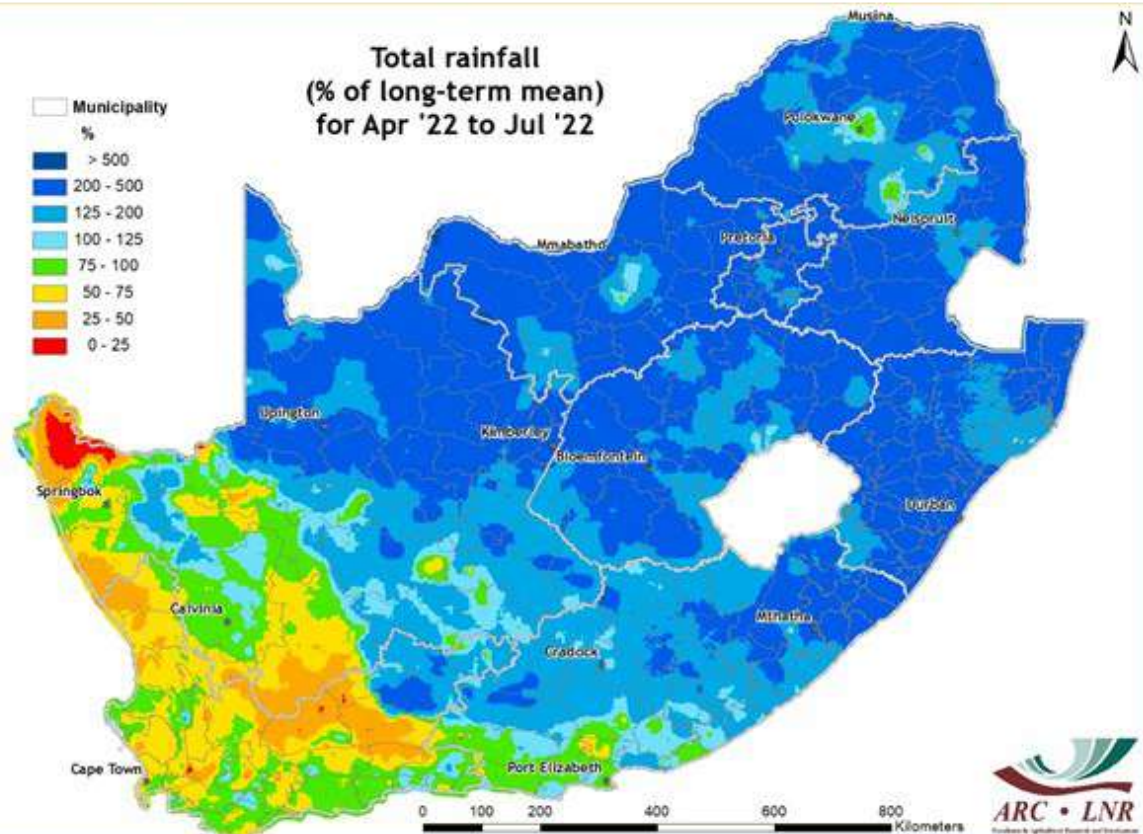 Total rainfall
(% of long-term mean)
for Apr '22 to Jul '22
N
Municipality
%
> 500
200 - 500
125 - 200
100 - 125
75 - 100
50 - 75
25 - 50
0 - 25
Musina
Polokwane
Nelspruit
Pretoria
Mmabatho
Upington
Kimberley
Bloemfontein
Springbok
Durban
Calvinia
Mthatha
Cradock
Cape Town
Port Elizabeth
0 100 200 400 600 800
Kilometers
ARC • LNR